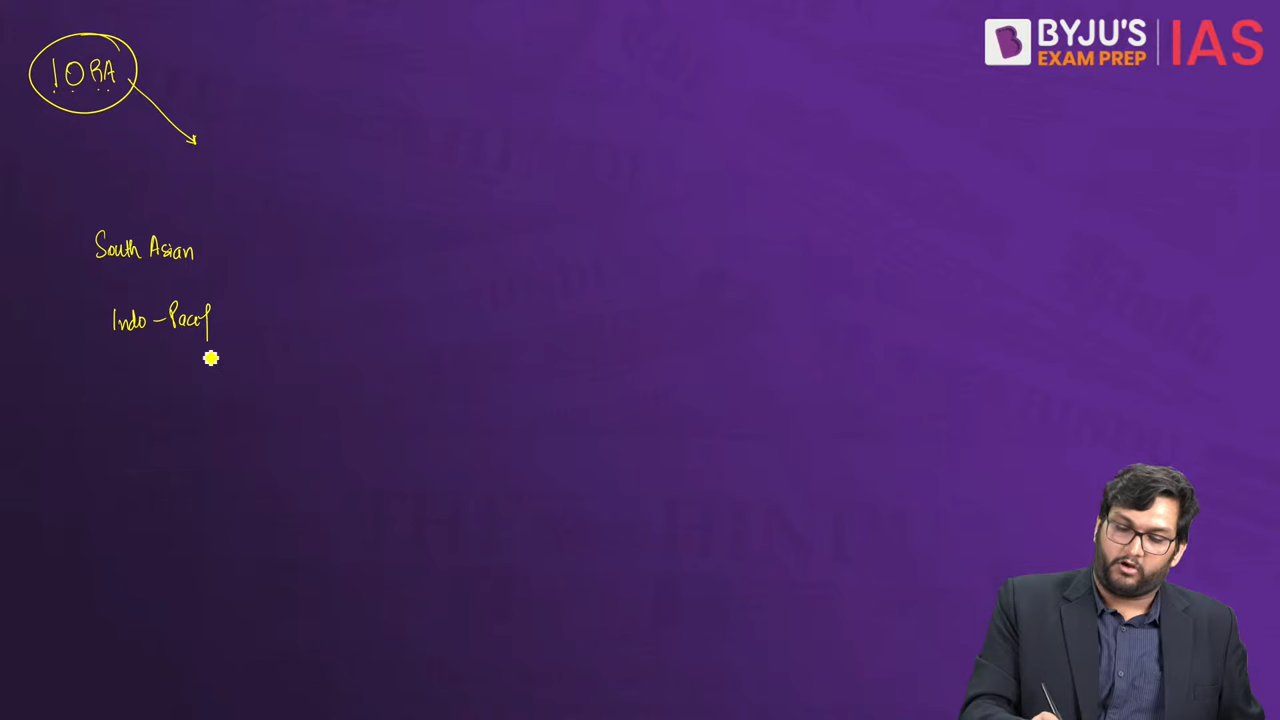 IORA
BYJU'S
EXAM PREP
IAS
South Asian
Indo-Pacif